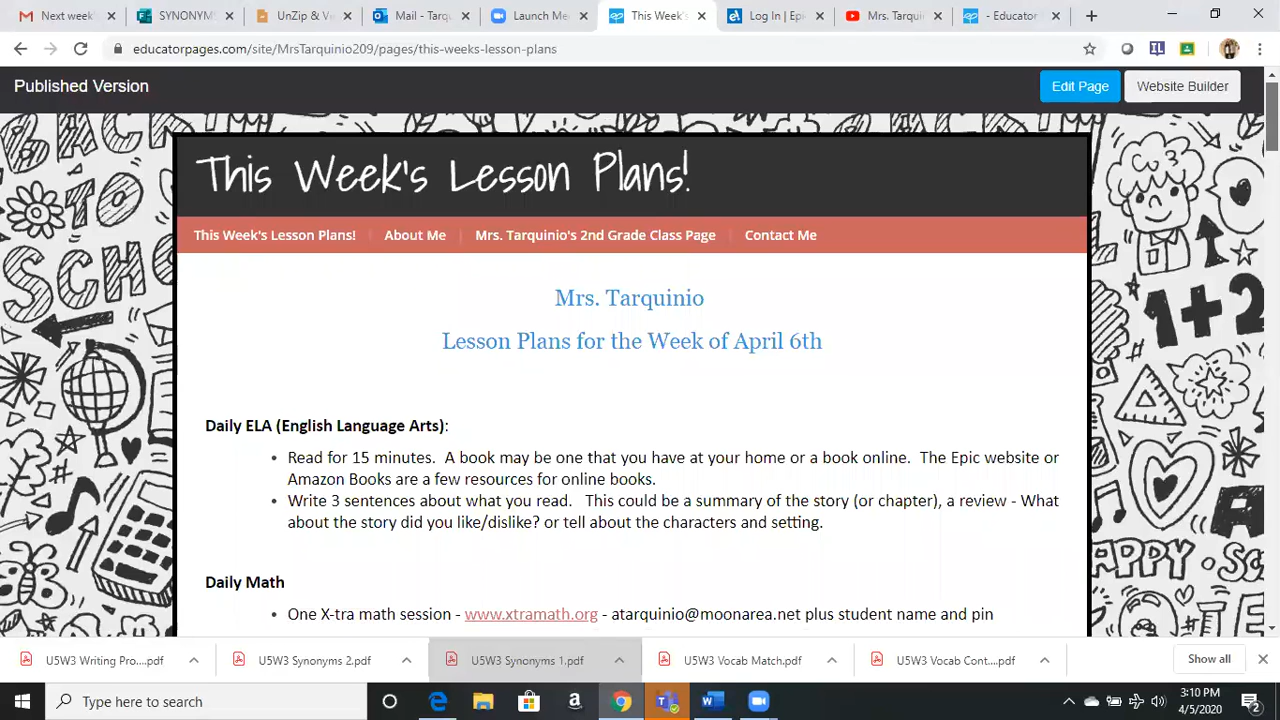 Next week'
SYNONYM
UnZip & V
Mail - Tarq
Launch Me
This Week's
Log In | Epi
Mrs. Tarqui
- Educator
educatorpages.com/site/MrsTarquinio209/pages/this-weeks-lesson-plans
Published Version
Edit Page
Website Builder
BACK
TO
SCHO
This Week's Lesson Plans!
This Week's Lesson Plans! | About Me | Mrs. Tarquinio's 2nd Grade Class Page | Contact Me
1+2
Mrs. Tarquinio
Lesson Plans for the Week of April 6th
Daily ELA (English Language Arts):
• Read for 15 minutes. A book may be one that you have at your home or a book online. The Epic website or
Amazon Books are a few resources for online books.
• Write 3 sentences about what you read. This could be a summary of the story (or chapter), a review - What
about the story did you like/dislike? or tell about the characters and setting.
Daily Math
• One X-tra math session - www.xtramath.org - atarquinio@moonarea.net plus student name and pin
U5W3 Writing Pro....pdf
U5W3 Synonyms 2.pdf
U5W3 Synonyms 1.pdf
U5W3 Vocab Match.pdf
U5W3 Vocab Cont....pdf
Show all
Type here to search
3:10 PM
4/5/2020
2